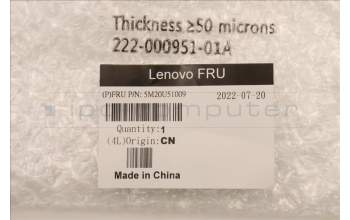 Thickness ≥50 microns
222-000951-01A
Lenovo FRU
(P)FRU P/N: 5M20U51009
2022-07-20
Quantity:1
(4L)Origin:CN
Made in China